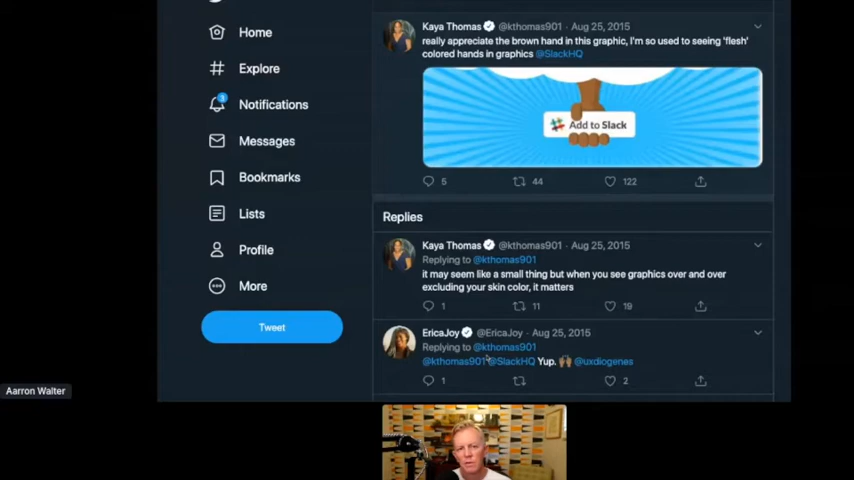 Home
Explore
3
Notifications
Messages
Bookmarks
Lists
Profile
More
Tweet
Kaya Thomas @kthomas901 · Aug 25, 2015
really appreciate the brown hand in this graphic, I'm so used to seeing 'flesh'
colored hands in graphics @SlackHQ
Add to Slack
5 44 122
Replies
Kaya Thomas @kthomas901 · Aug 25, 2015
Replying to @kthomas901
it may seem like a small thing but when you see graphics over and over
excluding your skin color, it matters
1 11 19
EricaJoy @EricaJoy · Aug 25, 2015
Replying to @kthomas901
@kthomas901 @SlackHQ Yup. 🙌🏾 @uxdiogenes
1 2
Aarron Walter